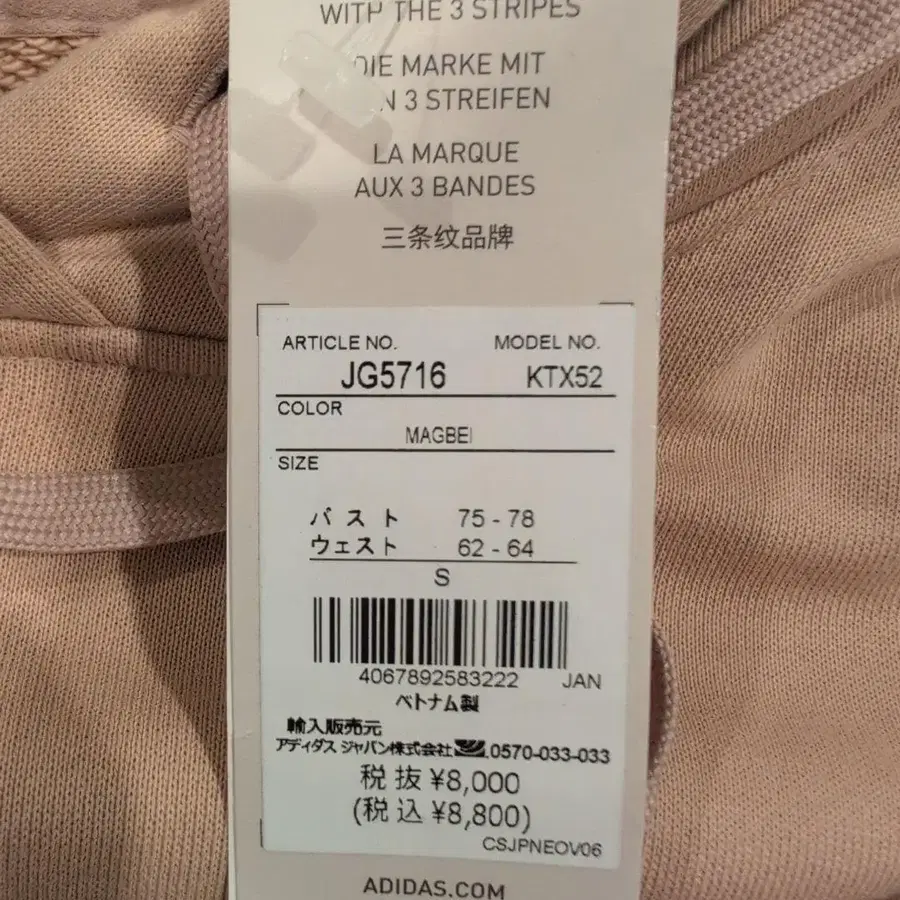 WITH THE 3 STRIPES
DIE MARKE MIT
N 3 STREIFEN
LA MARQUE
AUX 3 BANDES
三条纹品牌
ARTICLE NO. MODEL NO.
JG5716 KTX52
COLOR
MAGBEI
SIZE
バスト 75 - 78
ウェスト 62 - 64
S
4067892583222 JAN
ベトナム製
輸入販売元
アディダス ジャパン株式会社 0570-033-033
税抜 ¥8,000
(税込 ¥8,800)
CSJPNEOV06
ADIDAS.COM